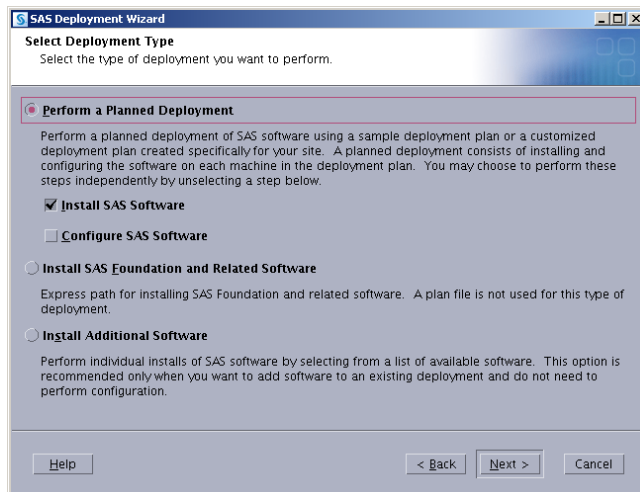 SAS Deployment Wizard
Select Deployment Type
Select the type of deployment you want to perform.
Perform a Planned Deployment
Perform a planned deployment of SAS software using a sample deployment plan or a customized
deployment plan created specifically for your site. A planned deployment consists of installing and
configuring the software on each machine in the deployment plan. You may choose to perform these
steps independently by unselecting a step below.
Install SAS Software
Configure SAS Software
Install SAS Foundation and Related Software
Express path for installing SAS Foundation and related software. A plan file is not used for this type of
deployment.
Install Additional Software
Perform individual installs of SAS software by selecting from a list of available software. This option is
recommended only when you want to add software to an existing deployment and do not need to
perform configuration.
Help
< Back
Next >
Cancel